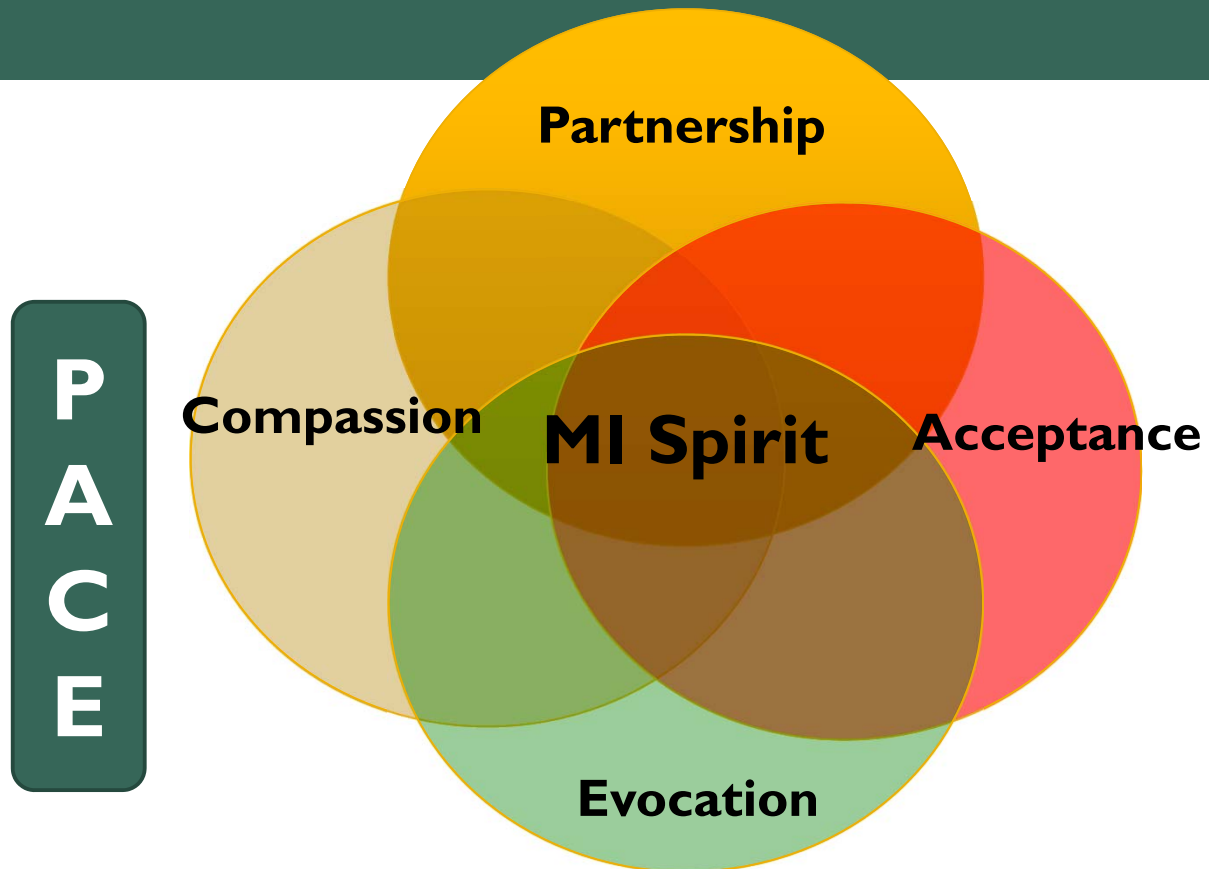 Partnership
P
A
C
E
Compassion
MI Spirit
Acceptance
Evocation